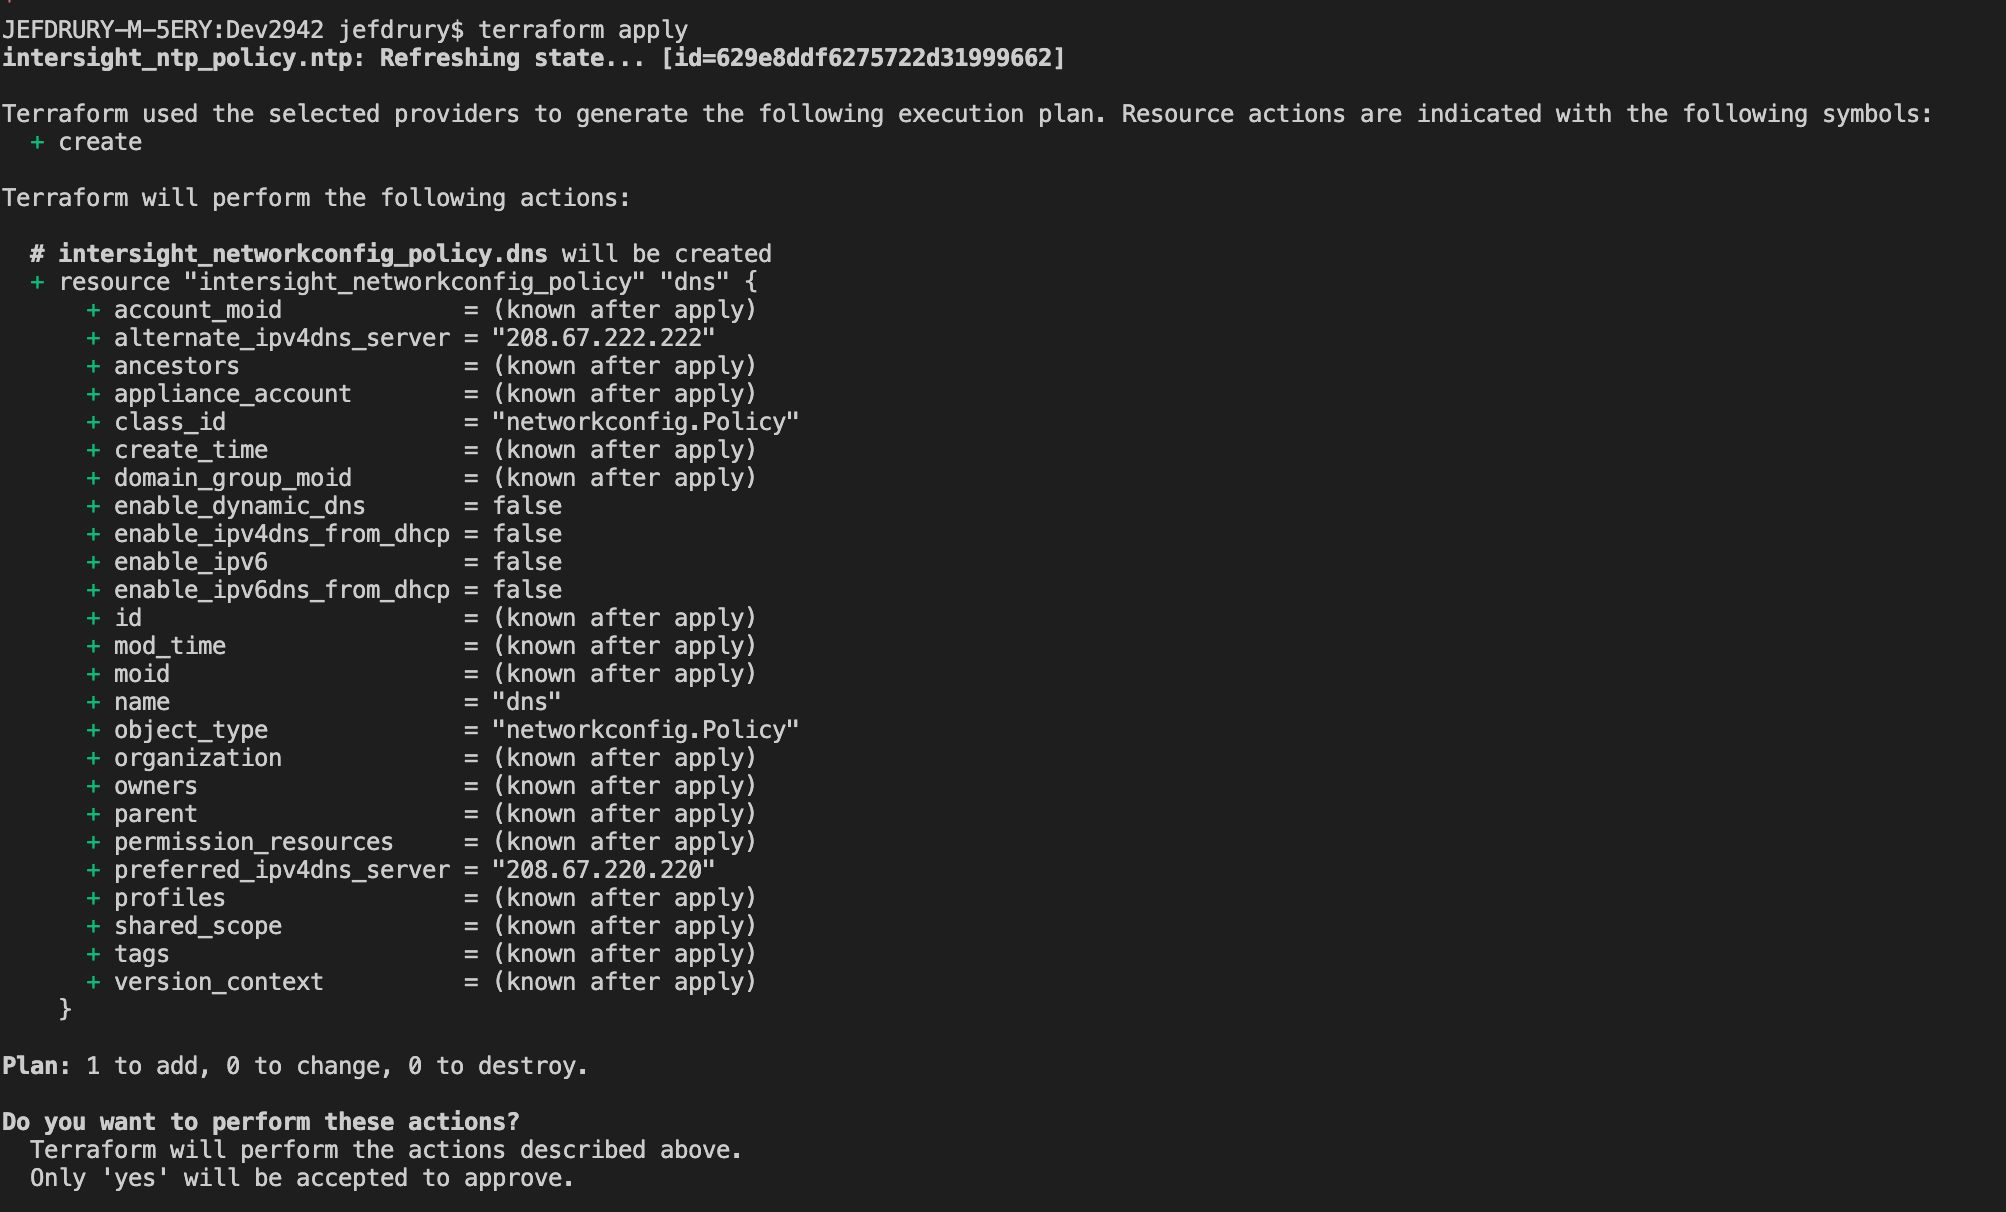 JEFDRURY-M-5ERY:Dev2942 jefdrury$ terraform apply
intersight_ntp_policy.ntp: Refreshing state... [id=629e8ddf6275722d31999662]

Terraform used the selected providers to generate the following execution plan. Resource actions are indicated with the following symbols:
  + create

Terraform will perform the following actions:

  # intersight_networkconfig_policy.dns will be created
  + resource "intersight_networkconfig_policy" "dns" {
      + account_moid             = (known after apply)
      + alternate_ipv4dns_server = "208.67.222.222"
      + ancestors                = (known after apply)
      + appliance_account        = (known after apply)
      + class_id                 = "networkconfig.Policy"
      + create_time              = (known after apply)
      + domain_group_moid        = (known after apply)
      + enable_dynamic_dns       = false
      + enable_ipv4dns_from_dhcp = false
      + enable_ipv6              = false
      + enable_ipv6dns_from_dhcp = false
      + id                       = (known after apply)
      + mod_time                 = (known after apply)
      + moid                     = (known after apply)
      + name                     = "dns"
      + object_type              = "networkconfig.Policy"
      + organization             = (known after apply)
      + owners                   = (known after apply)
      + parent                   = (known after apply)
      + permission_resources     = (known after apply)
      + preferred_ipv4dns_server = "208.67.220.220"
      + profiles                 = (known after apply)
      + shared_scope             = (known after apply)
      + tags                     = (known after apply)
      + version_context          = (known after apply)
    }

Plan: 1 to add, 0 to change, 0 to destroy.

Do you want to perform these actions?
  Terraform will perform the actions described above.
  Only 'yes' will be accepted to approve.